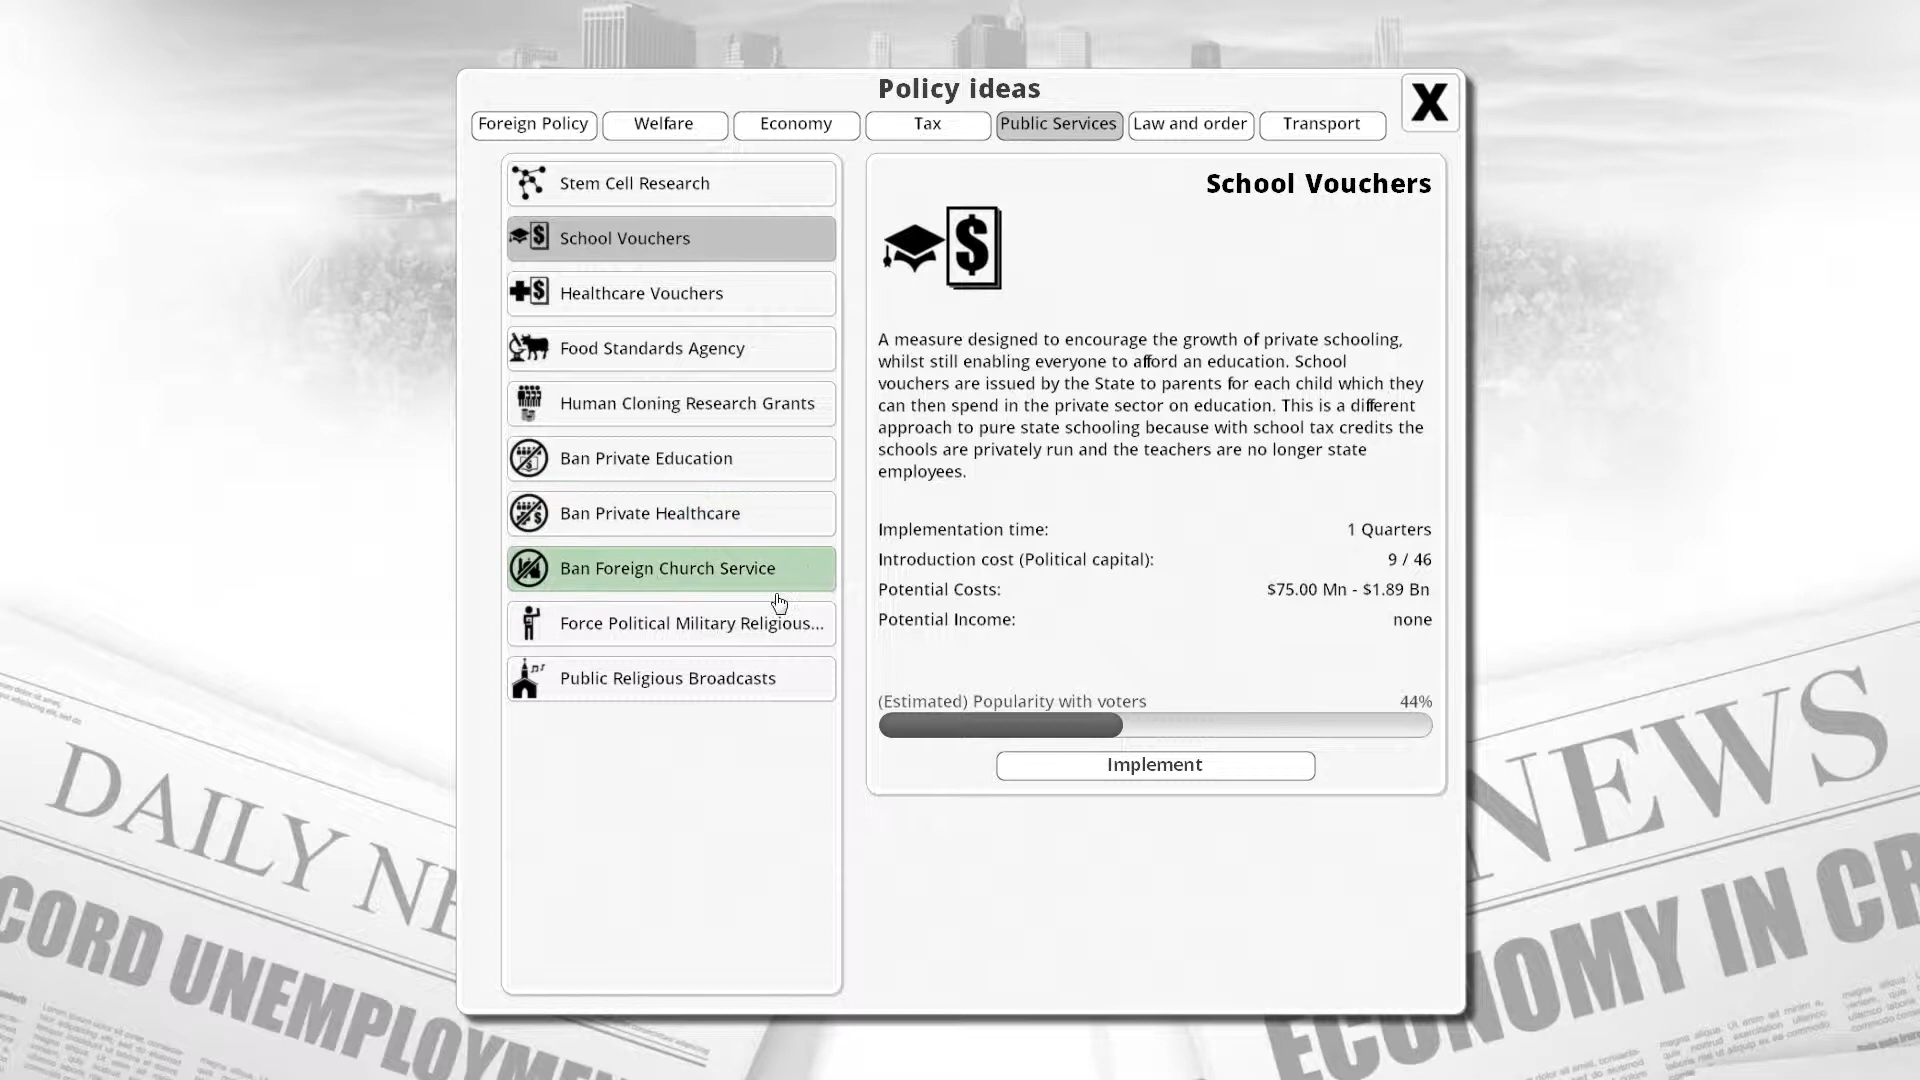 Policy ideas
X
Foreign Policy
Welfare
Economy
Tax
Public Services
Law and order
Transport
Stem Cell Research
School Vouchers
Healthcare Vouchers
Food Standards Agency
Human Cloning Research Grants
Ban Private Education
Ban Private Healthcare
Ban Foreign Church Service
Force Political Military Religious...
Public Religious Broadcasts
School Vouchers
A measure designed to encourage the growth of private schooling,
whilst still enabling everyone to afford an education. School
vouchers are issued by the State to parents for each child which they
can then spend in the private sector on education. This is a different
approach to pure state schooling because with school tax credits the
schools are privately run and the teachers are no longer state
employees.
Implementation time: 1 Quarters
Introduction cost (Political capital): 9 / 46
Potential Costs: $75.00 Mn - $1.89 Bn
Potential Income: none
(Estimated) Popularity with voters 44%
Implement
DAILY NE
CORD UNEMPLOYME
NEWS
ECONOMY IN CR